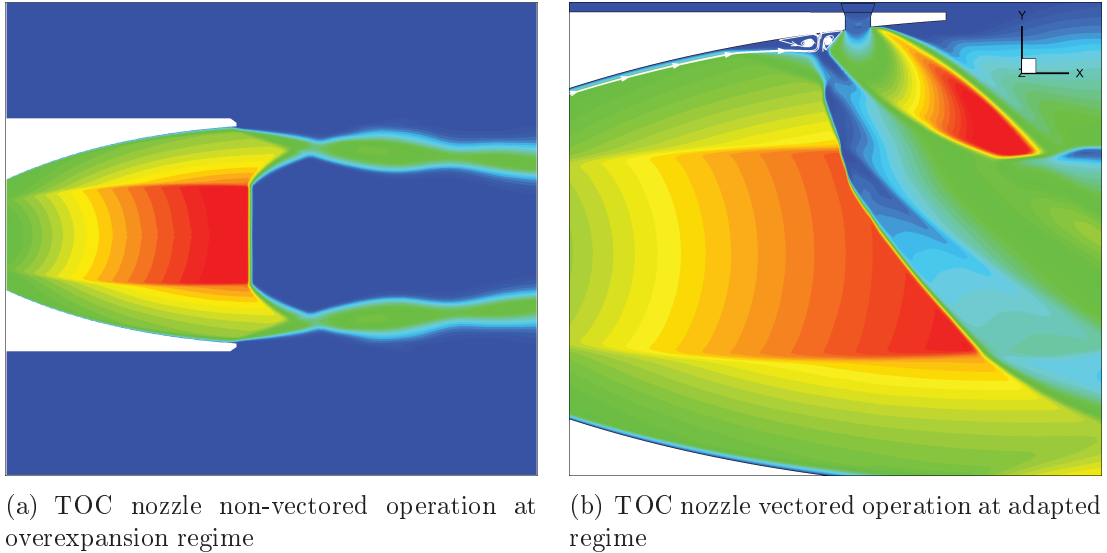 Y
Z X
(a) TOC nozzle non-vectored operation at
overexpansion regime
(b) TOC nozzle vectored operation at adapted
regime